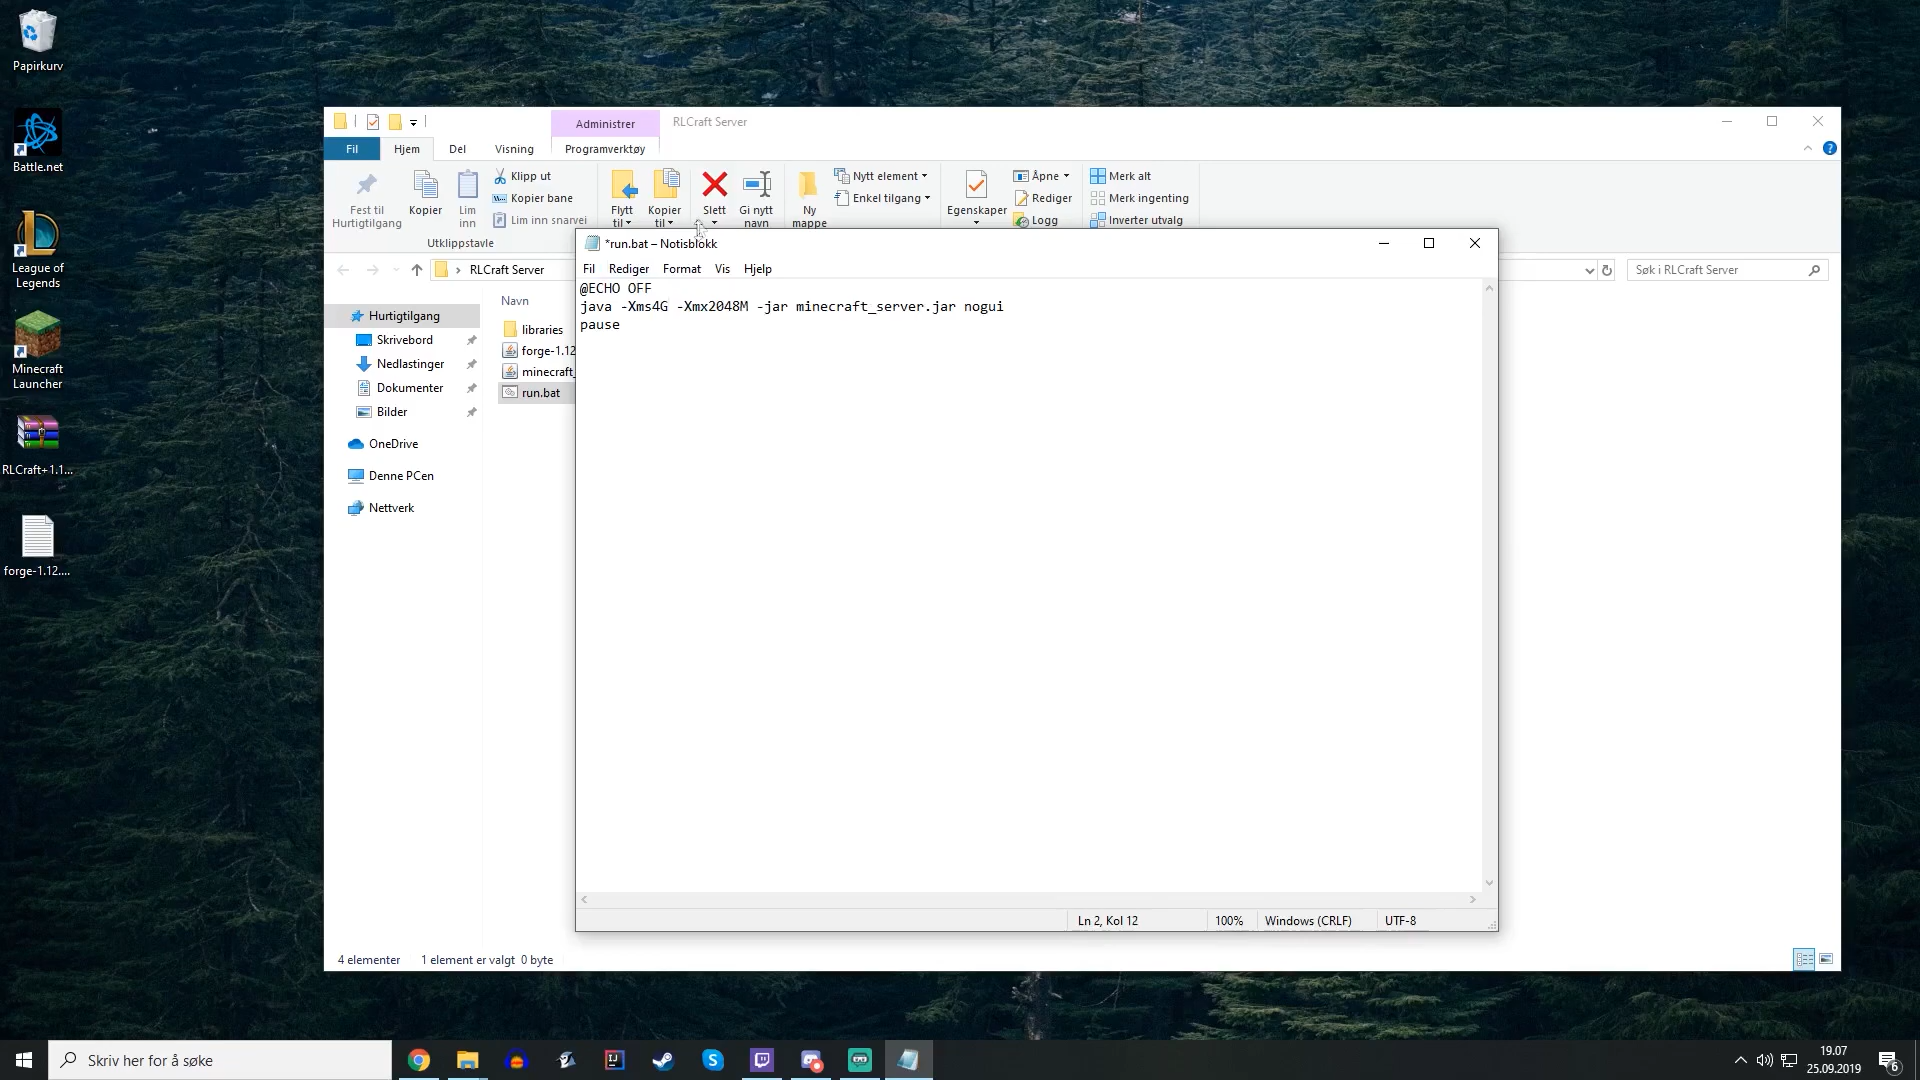 Papirkurv
Battle.net
League of
Legends
Minecraft
Launcher
RLCraft+1.1...
forge-1.12....
Administrer
RLCraft Server
Fil
Hjem
Del
Visning
Programverktøy
Fest til
Hurtigtilgang
Kopier
Lim
inn
Klipp ut
Kopier bane
Lim inn snarvei
Utklippstavle
Flytt
til
Kopier
til
Slett
Gi nytt
navn
Ny
mappe
Nytt element
Enkel tilgang
Egenskaper
Åpne
Rediger
Logg
Merk alt
Merk ingenting
Inverter utvalg
RLCraft Server
Søk i RLCraft Server
Hurtigtilgang
Skrivebord
Nedlastinger
Dokumenter
Bilder
OneDrive
Denne PCen
Nettverk
Navn
libraries
forge-1.12
minecraft_
run.bat
*run.bat – Notisblokk
Fil Rediger Format Vis Hjelp
@ECHO OFF
java -Xms4G -Xmx2048M -jar minecraft_server.jar nogui
pause
Ln 2, Kol 12
100%
Windows (CRLF)
UTF-8
4 elementer
1 element er valgt 0 byte
Skriv her for å søke
19.07
25.09.2019
6